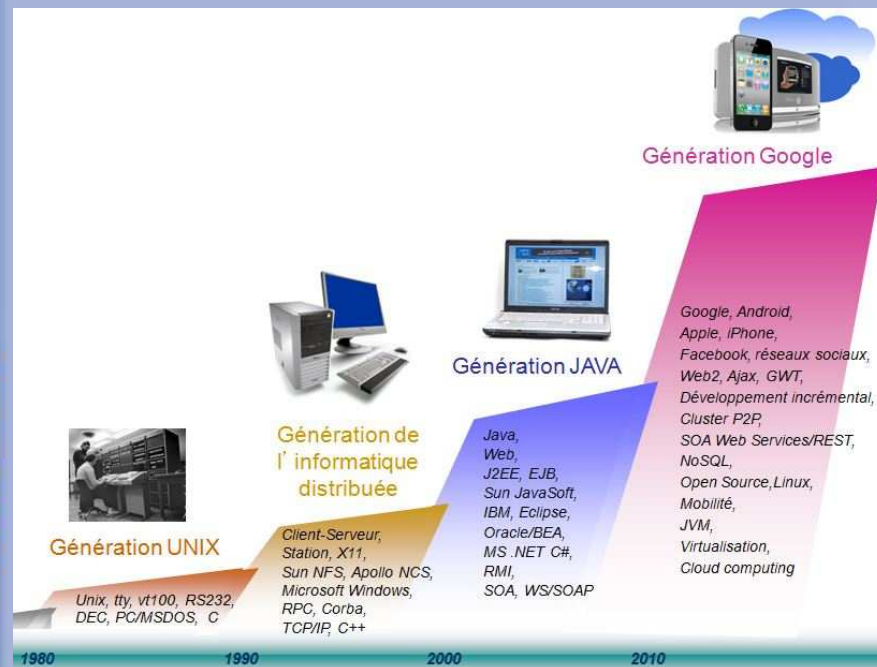 Génération Google
Google, Android,
Apple, iPhone,
Facebook, réseaux sociaux,
Web2, Ajax, GWT,
Développement incrémental,
Cluster P2P,
SOA Web Services/REST,
NoSQL,
Open Source,Linux,
Mobilité,
JVM,
Virtualisation,
Cloud computing
Génération JAVA
Java,
Web,
J2EE, EJB,
Sun JavaSoft,
IBM, Eclipse,
Oracle/BEA,
MS .NET C#,
RMI,
SOA, WS/SOAP
Génération de
l’ informatique
distribuée
Client-Serveur,
Station, X11,
Sun NFS, Apollo NCS,
Microsoft Windows,
RPC, Corba,
TCP/IP, C++
Génération UNIX
Unix, tty, vt100, RS232,
DEC, PC/MSDOS, C
1980 1990 2000 2010